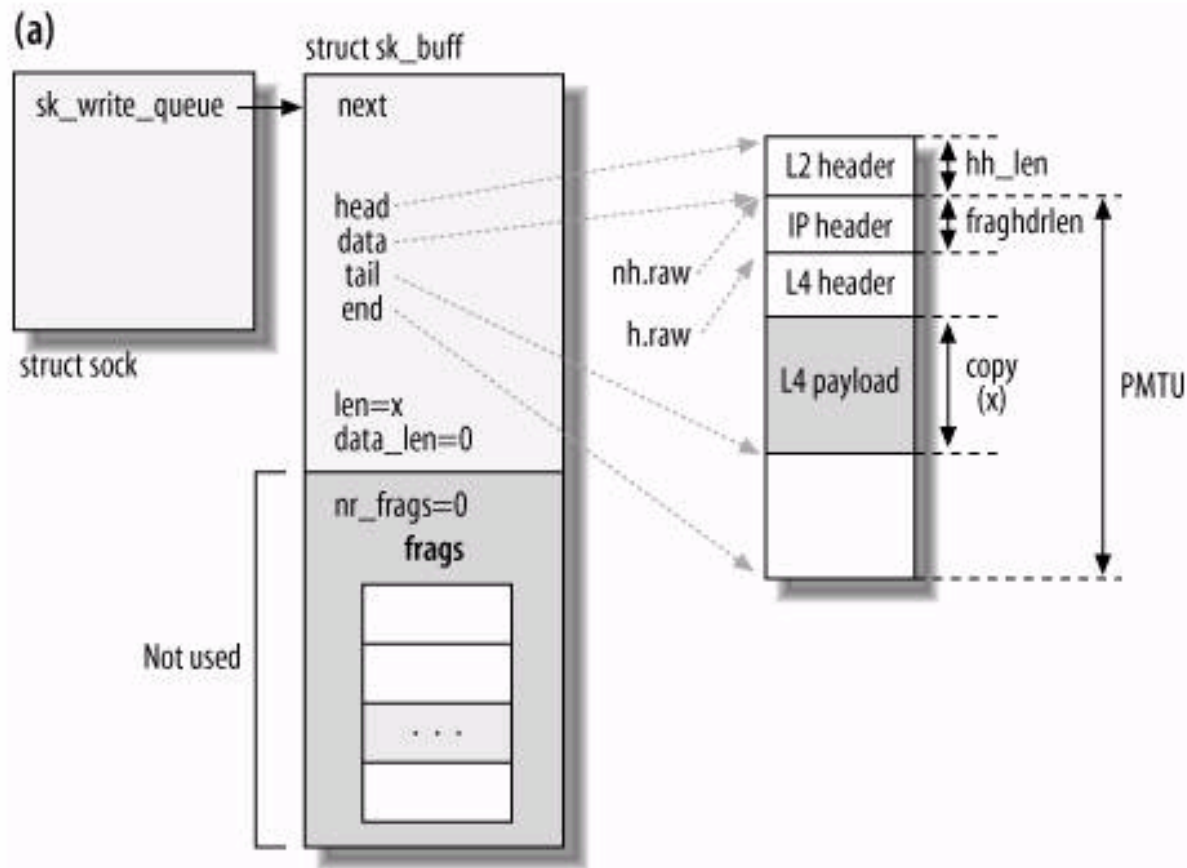 (a)
struct sk_buff
sk_write_queue
next
struct sock
head
data
tail
end
len=x
data_len=0
nr_frags=0
frags
. . .
Not used
nh.raw
h.raw
L2 header
IP header
L4 header
L4 payload
hh_len
fraghdrlen
copy
(x)
PMTU